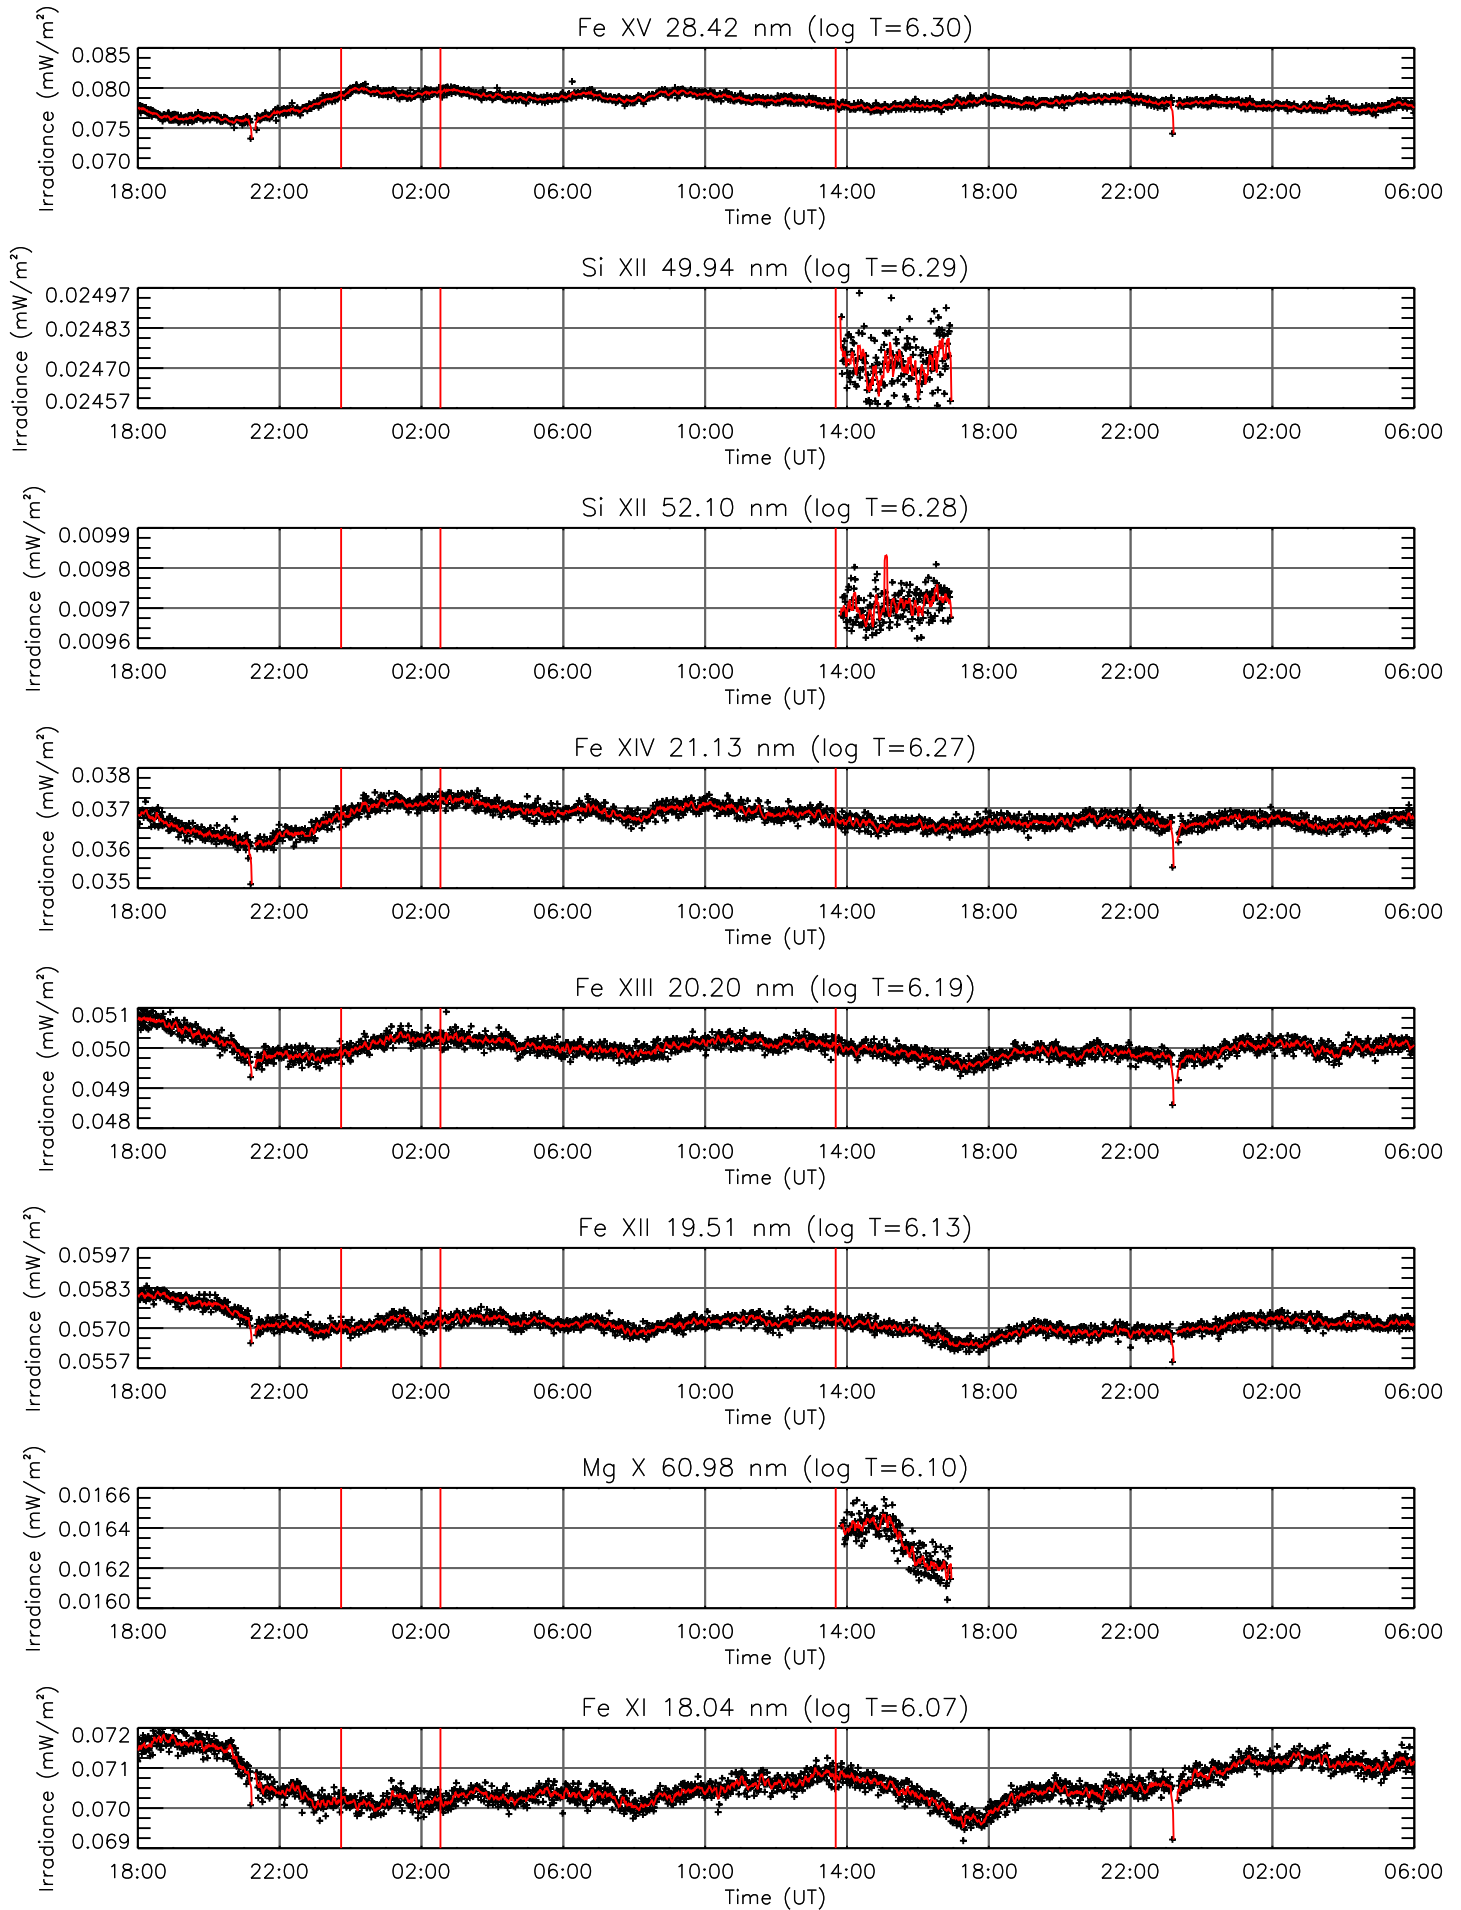 Fe XV 28.42 nm (log T=6.30)
Irradiance (mW/m²)
0.085
0.080
0.075
0.070
18:00 22:00 02:00 06:00 10:00 14:00 18:00 22:00 02:00 06:00
Time (UT)
Si XII 49.94 nm (log T=6.29)
Irradiance (mW/m²)
0.02497
0.02483
0.02470
0.02457
18:00 22:00 02:00 06:00 10:00 14:00 18:00 22:00 02:00 06:00
Time (UT)
Si XII 52.10 nm (log T=6.28)
Irradiance (mW/m²)
0.0099
0.0098
0.0097
0.0096
18:00 22:00 02:00 06:00 10:00 14:00 18:00 22:00 02:00 06:00
Time (UT)
Fe XIV 21.13 nm (log T=6.27)
Irradiance (mW/m²)
0.038
0.037
0.036
0.035
18:00 22:00 02:00 06:00 10:00 14:00 18:00 22:00 02:00 06:00
Time (UT)
Fe XIII 20.20 nm (log T=6.19)
Irradiance (mW/m²)
0.051
0.050
0.049
0.048
18:00 22:00 02:00 06:00 10:00 14:00 18:00 22:00 02:00 06:00
Time (UT)
Fe XII 19.51 nm (log T=6.13)
Irradiance (mW/m²)
0.0597
0.0583
0.0570
0.0557
18:00 22:00 02:00 06:00 10:00 14:00 18:00 22:00 02:00 06:00
Time (UT)
Mg X 60.98 nm (log T=6.10)
Irradiance (mW/m²)
0.0166
0.0164
0.0162
0.0160
18:00 22:00 02:00 06:00 10:00 14:00 18:00 22:00 02:00 06:00
Time (UT)
Fe XI 18.04 nm (log T=6.07)
Irradiance (mW/m²)
0.072
0.071
0.070
0.069
18:00 22:00 02:00 06:00 10:00 14:00 18:00 22:00 02:00 06:00
Time (UT)